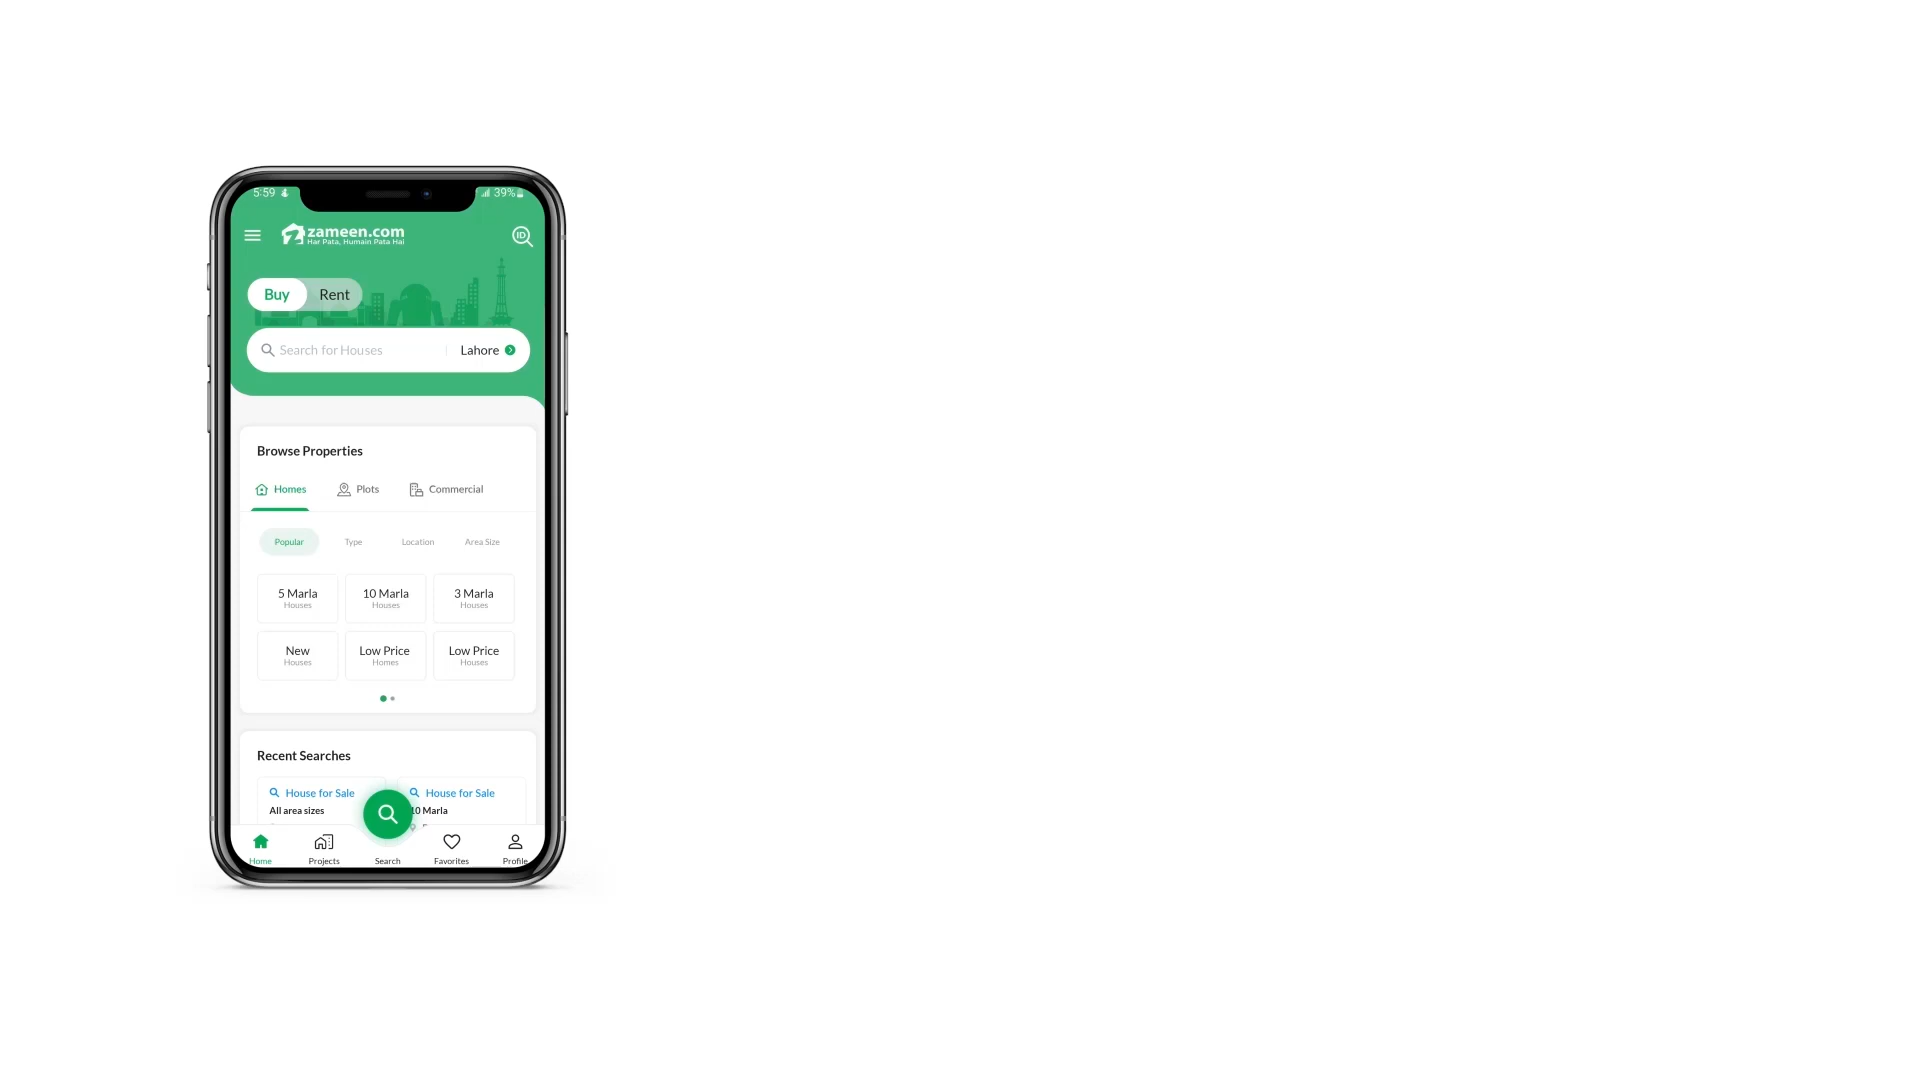 5:59
39%
zameen.com
Har Pata, Humain Pata Hai
ID
Buy Rent
Search for Houses
Lahore
Browse Properties
Homes Plots Commercial
Popular Type Location Area Size
5 Marla
Houses
10 Marla
Houses
3 Marla
Houses
New
Houses
Low Price
Homes
Low Price
Houses
Recent Searches
House for Sale
All area sizes
House for Sale
10 Marla
Home Projects Search Favorites Profile